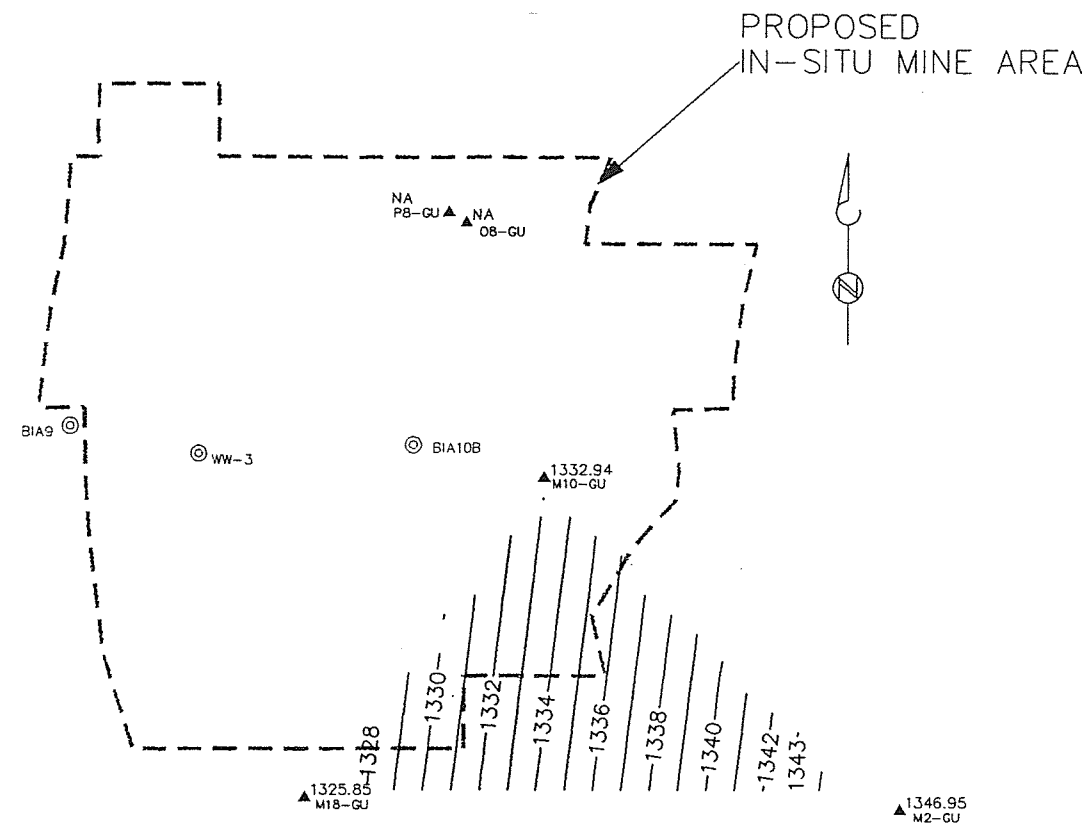 PROPOSED
IN-SITU MINE AREA
NA
P8-GU
NA
O8-GU
N
BIA9
WW-3
BIA10B
1332.94
M10-GU
1328
1330
1332
1334
1336
1338
1340
1342
1343
1325.85
M18-GU
1346.95
M2-GU